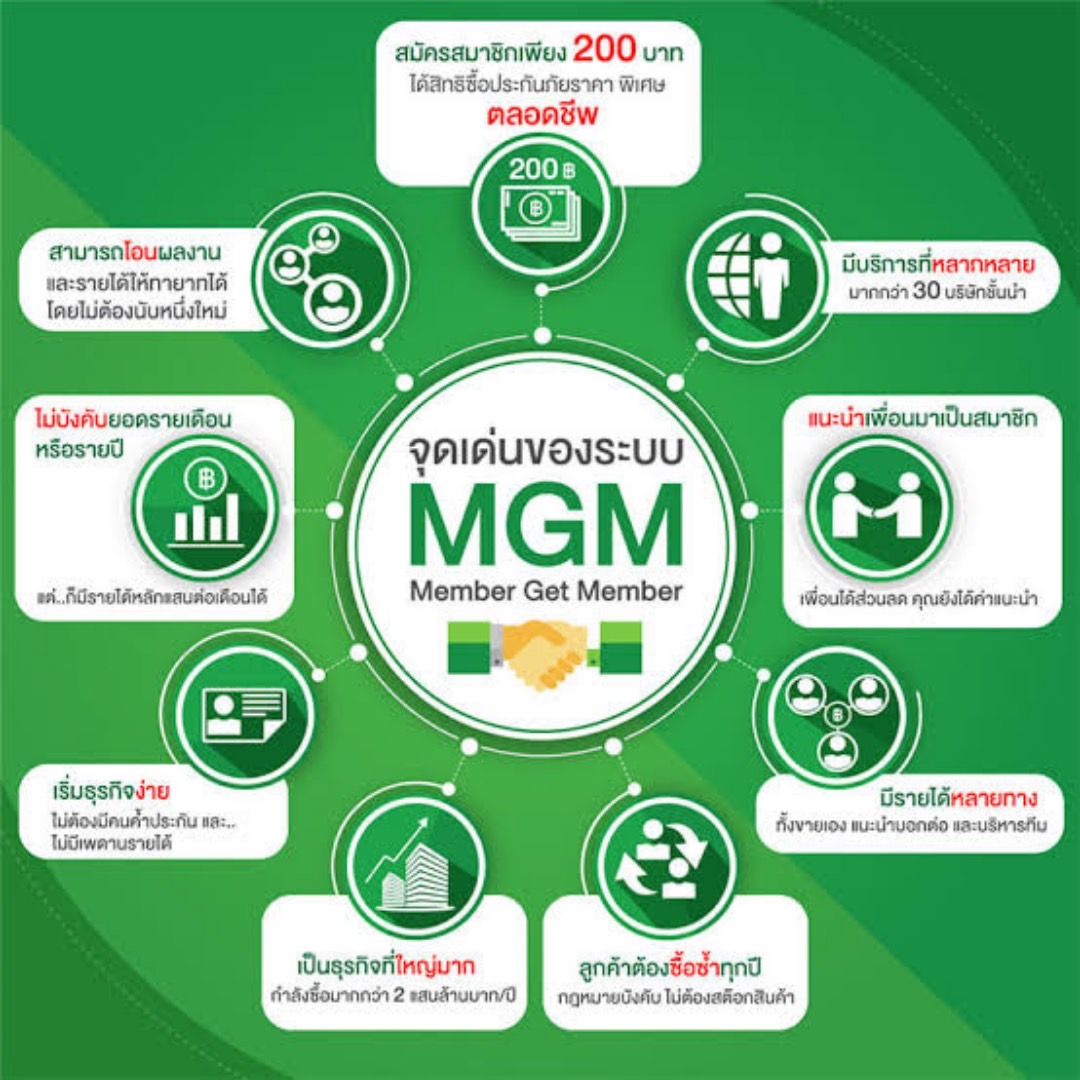 สมัครสมาชิกเพียง 200 บาท
ได้สิทธิซื้อประกันภัยราคา พิเศษ
ตลอดชีพ
200 ฿
สามารถโอนผลงาน
และรายได้ให้ทายาทได้
โดยไม่ต้องนับหนึ่งใหม่
มีบริการที่หลากหลาย
มากกว่า 30 บริษัทชั้นนำ
ไม่บังคับยอดรายเดือน
หรือรายปี
฿
แต่..ก็มีรายได้หลักแสนต่อเดือนได้
จุดเด่นของระบบ
MGM
Member Get Member
แนะนำเพื่อนมาเป็นสมาชิก
เพื่อนได้ส่วนลด คุณยังได้ค่าแนะนำ
เริ่มธุรกิจง่าย
ไม่ต้องมีคนค้ำประกัน และ..
ไม่มีเพดานรายได้
฿
มีรายได้หลายทาง
ทั้งขายเอง แนะนำบอกต่อ และบริหารทีม
เป็นธุรกิจที่ใหญ่มาก
กำลังซื้อมากกว่า 2 แสนล้านบาท/ปี
ลูกค้าต้องซื้อซ้ำทุกปี
กฎหมายบังคับ ไม่ต้องสต๊อกสินค้า